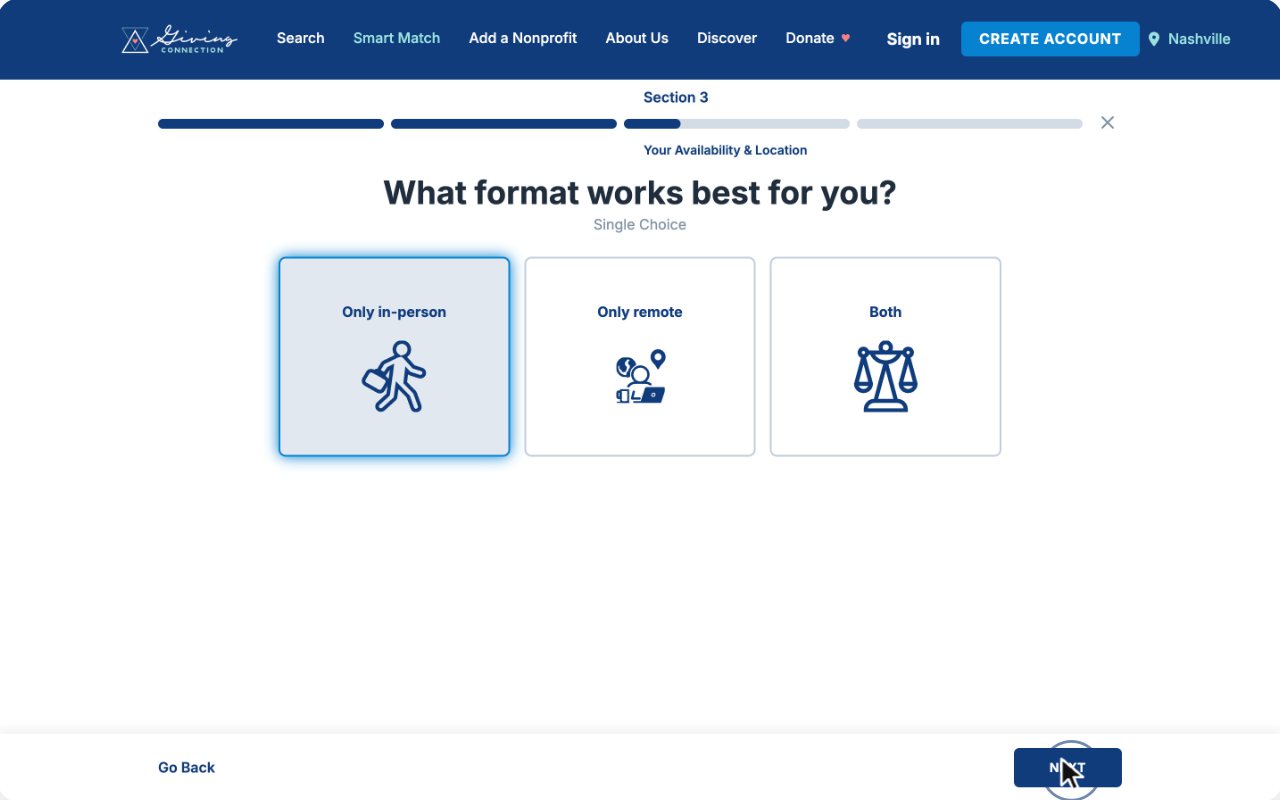 Giving CONNECTION
Search Smart Match Add a Nonprofit About Us Discover Donate Sign in CREATE ACCOUNT Nashville
Section 3
Your Availability & Location
What format works best for you?
Single Choice
Only in-person Only remote Both
Go Back